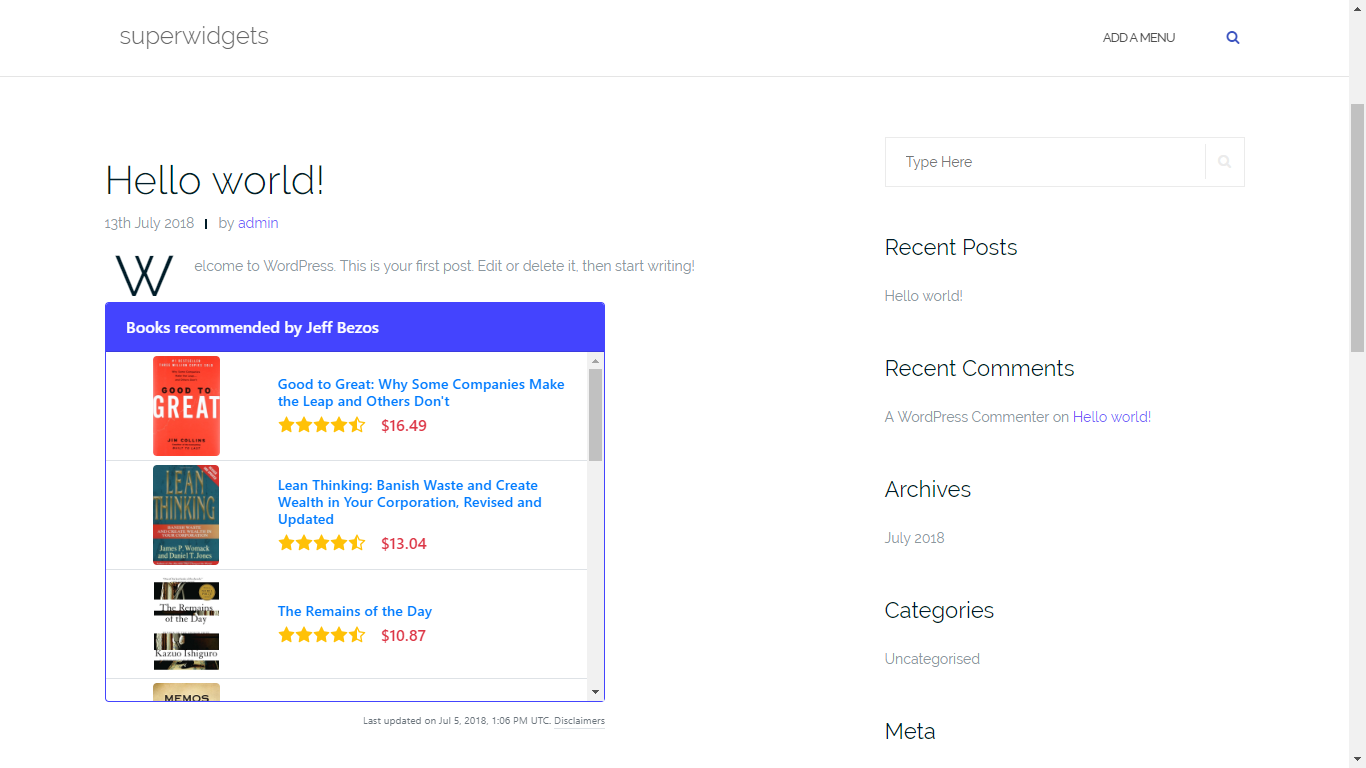 superwidgets
ADD A MENU
Hello world!
13th July 2018 by admin
Welcome to WordPress. This is your first post. Edit or delete it, then start writing!
Books recommended by Jeff Bezos
GOOD TO
GREAT
JIM COLLINS
Good to Great: Why Some Companies Make
the Leap and Others Don't
$16.49
LEAN
THINKING
James P. Womack
and Daniel T. Jones
Lean Thinking: Banish Waste and Create
Wealth in Your Corporation, Revised and
Updated
$13.04
The Remains
of the Day
Kazuo Ishiguro
The Remains of the Day
$10.87
MEMOS
Last updated on Jul 5, 2018, 1:06 PM UTC. Disclaimers
Type Here
Recent Posts
Hello world!
Recent Comments
A WordPress Commenter on Hello world!
Archives
July 2018
Categories
Uncategorised
Meta